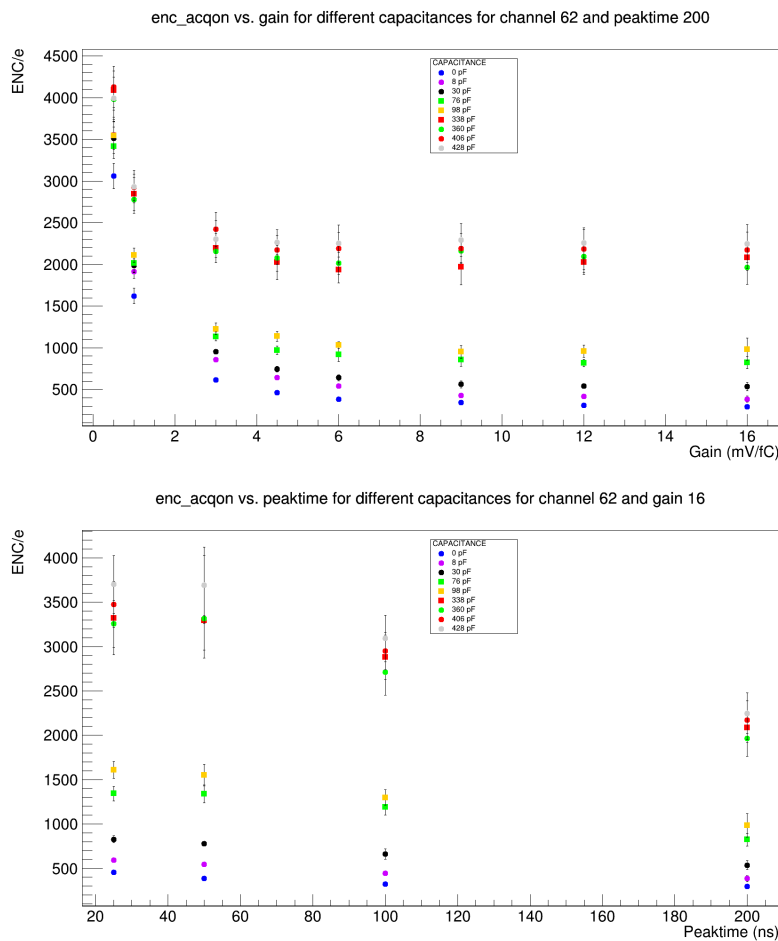 enc_acqon vs. gain for different capacitances for channel 62 and peaktime 200
ENC/e
4500
4000
3500
3000
2500
2000
1500
1000
500
CAPACITANCE
0 pF
8 pF
30 pF
76 pF
98 pF
338 pF
360 pF
406 pF
428 pF
0 2 4 6 8 10 12 14 16
Gain (mV/fC)
enc_acqon vs. peaktime for different capacitances for channel 62 and gain 16
ENC/e
4000
3500
3000
2500
2000
1500
1000
500
CAPACITANCE
0 pF
8 pF
30 pF
76 pF
98 pF
338 pF
360 pF
406 pF
428 pF
20 40 60 80 100 120 140 160 180 200
Peaktime (ns)